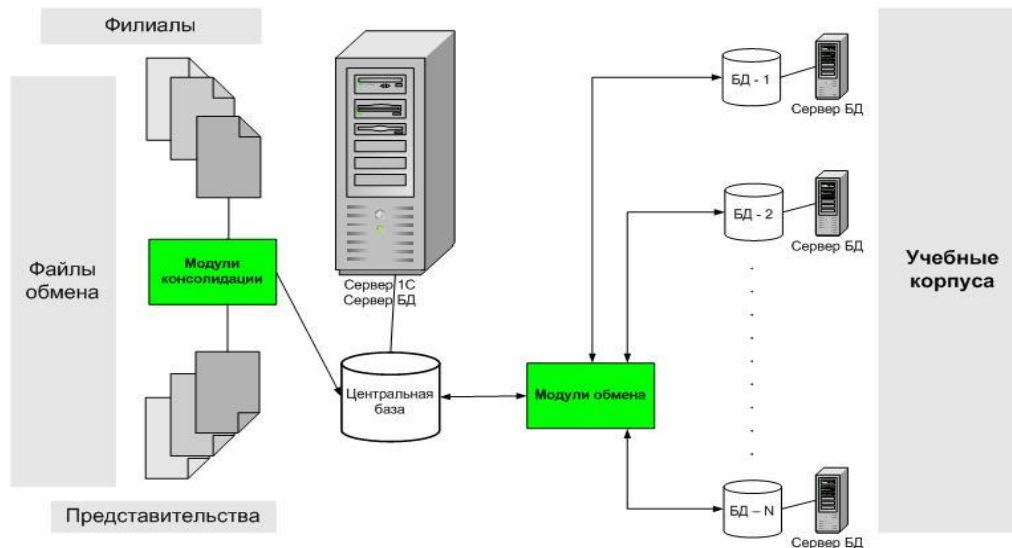 Филиалы
Файлы
обмена
Модули
консолидации
Представительства
Сервер 1С
Сервер БД
Центральная
база
Модули обмена
БД - 1
Сервер БД
БД - 2
Сервер БД
БД – N
Сервер БД
Учебные
корпуса